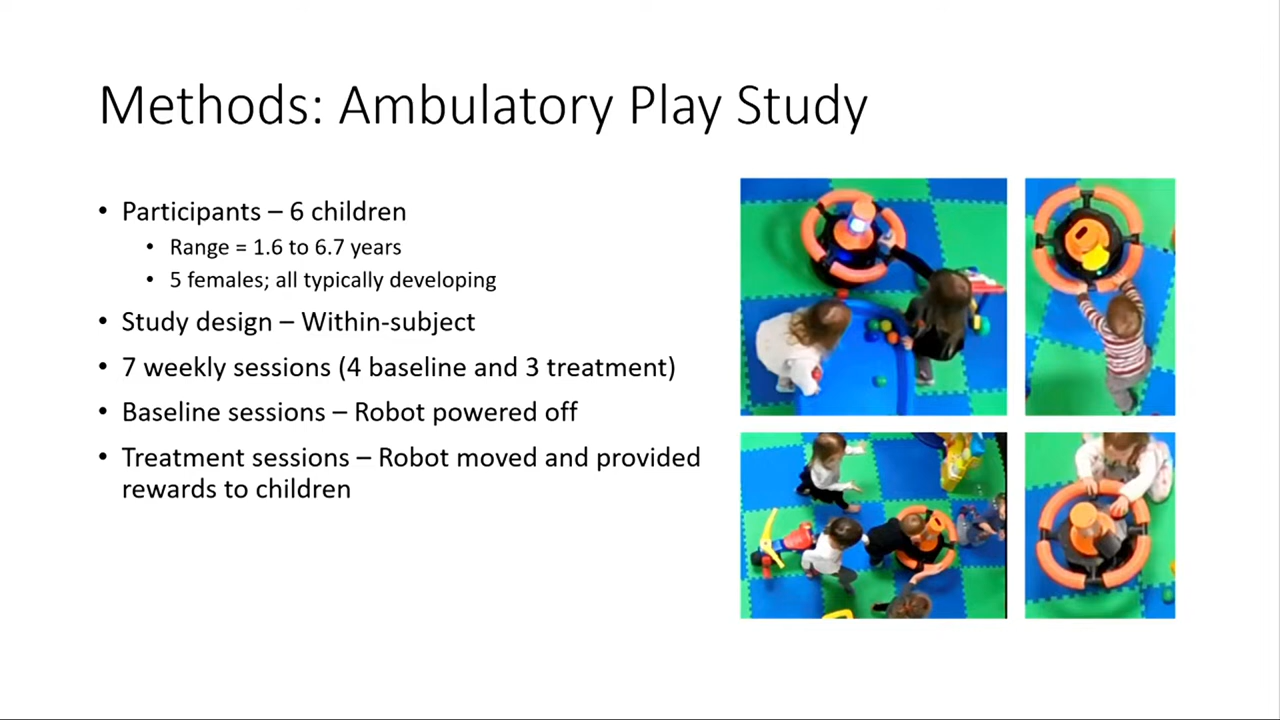 Methods: Ambulatory Play Study
• Participants – 6 children
• Range = 1.6 to 6.7 years
• 5 females; all typically developing
• Study design – Within-subject
• 7 weekly sessions (4 baseline and 3 treatment)
• Baseline sessions – Robot powered off
• Treatment sessions – Robot moved and provided
rewards to children